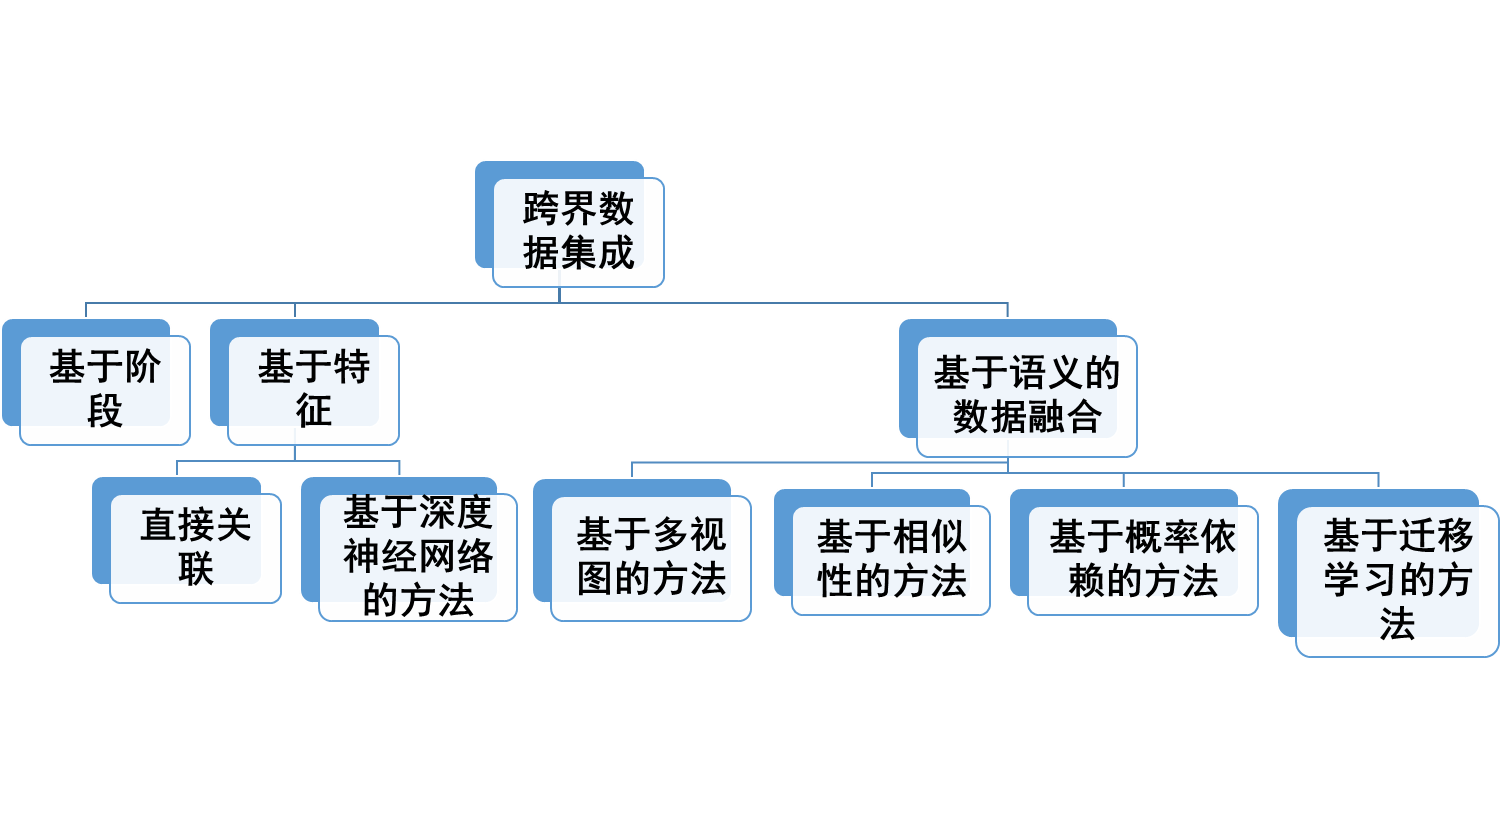 跨界数
据集成
基于阶
段
基于特
征
基于语义的
数据融合
直接关
联
基于深度
神经网络
的方法
基于多视
图的方法
基于相似
性的方法
基于概率依
赖的方法
基于迁移
学习的方
法